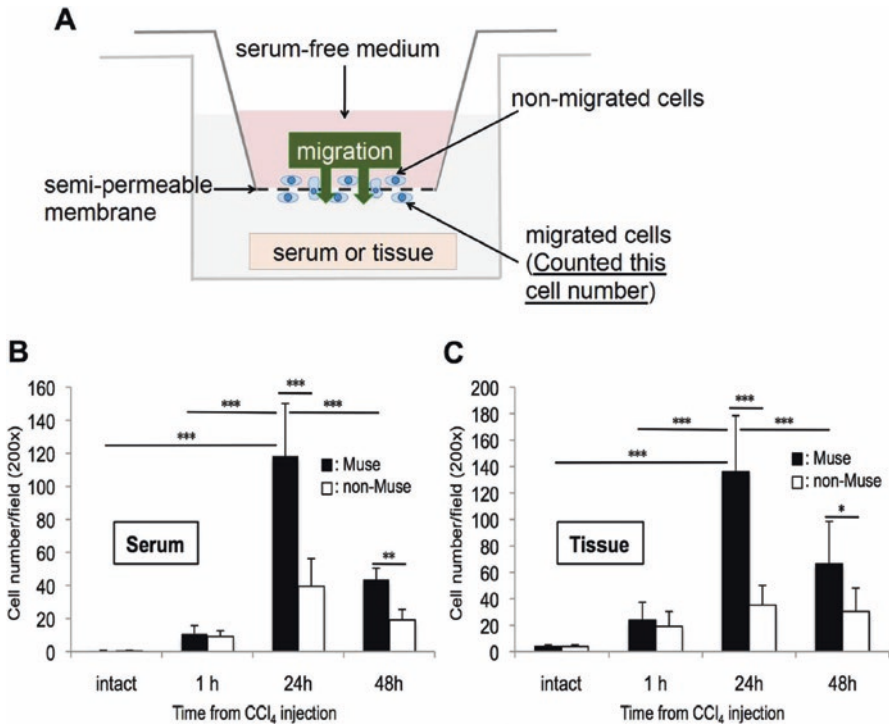 A
serum-free medium
non-migrated cells
migration
semi-permeable
membrane
migrated cells
(Counted this
cell number)
serum or tissue
B
Cell number/field (200x)
160
140
120
100
80
60
40
20
0
***
***
***
***
**
: Muse
: non-Muse
Serum
intact 1 h 24h 48h
Time from CCl₄ injection
C
Cell number/field (200x)
200
180
160
140
120
100
80
60
40
20
0
***
***
***
***
*
: Muse
: non-Muse
Tissue
intact 1 h 24h 48h
Time from CCl₄ injection